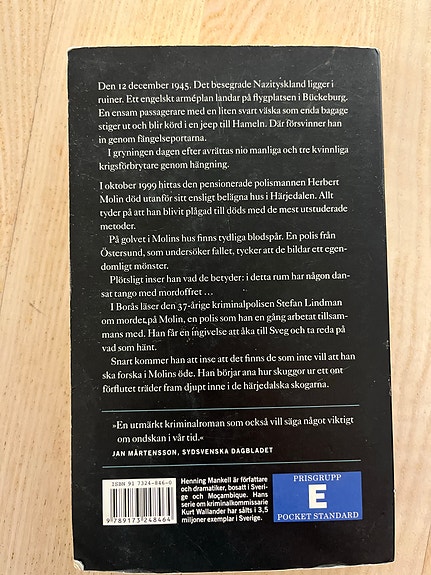 Den 12 december 1945. Det besegrade Nazityskland ligger i
ruiner. Ett engelskt arméplan landar på flygplatsen i Bückeburg.
En ensam passagerare med en liten svart väska som enda bagage
stiger ut och blir körd i en jeep till Hameln. Där försvinner han
in genom fängelseportarna.
I gryningen dagen efter avrättas nio manliga och tre kvinnliga
krigsförbrytare genom hängning.
I oktober 1999 hittas den pensionerade polismannen Herbert
Molin död utanför sitt ensligt belägna hus i Härjedalen. Allt
tyder på att han blivit plågad till döds med de mest utstuderade
metoder.
På golvet i Molins hus finns tydliga blodspår. En polis från
Östersund, som undersöker fallet, tycker att de bildar ett egen-
domligt mönster.
Plötsligt inser han vad de betyder: i detta rum har någon dan-
sat tango med mordoffret ...
I Borås läser den 37-årige kriminalpolisen Stefan Lindman
om mordet på Molin, en polis som han en gång arbetat tillsam-
mans med. Han får en ingivelse att åka till Sveg och ta reda på
vad som hänt.
Snart kommer han att inse att det finns de som inte vill att han
ska forska i Molins öde. Han börjar ana hur skuggor ur ett ont
förflutet träder fram djupt inne i de härjedalska skogarna.
»En utmärkt kriminalroman som också vill säga något viktigt
om ondskan i vår tid.«
JAN MÅRTENSSON, SYDSVENSKA DAGBLADET
ISBN 91 7324-846-0
9789173248464
Henning Mankell är författare
och dramatiker, bosatt i Sveri-
ge och Moçambique. Hans
serie om kriminalkommissarie
Kurt Wallander har sålts i 3,5
miljoner exemplar i Sverige.
PRISGRUPP
E
POCKET STANDARD